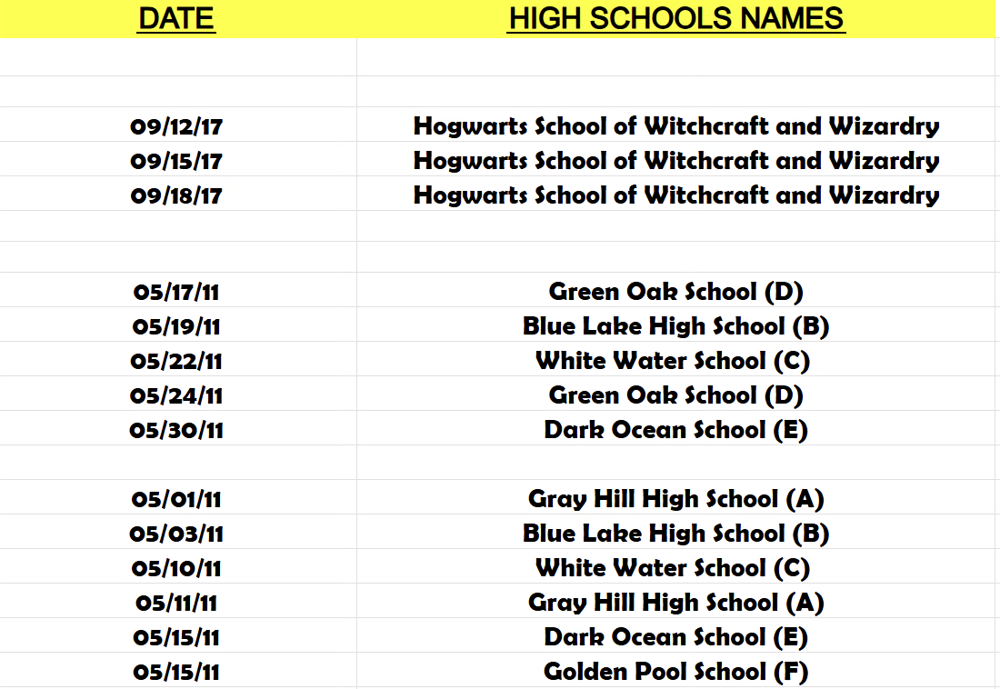 DATE HIGH SCHOOLS NAMES
09/12/17 Hogwarts School of Witchcraft and Wizardry
09/15/17 Hogwarts School of Witchcraft and Wizardry
09/18/17 Hogwarts School of Witchcraft and Wizardry
05/17/11 Green Oak School (D)
05/19/11 Blue Lake High School (B)
05/22/11 White Water School (C)
05/24/11 Green Oak School (D)
05/30/11 Dark Ocean School (E)
05/01/11 Gray Hill High School (A)
05/03/11 Blue Lake High School (B)
05/10/11 White Water School (C)
05/11/11 Gray Hill High School (A)
05/15/11 Dark Ocean School (E)
05/15/11 Golden Pool School (F)